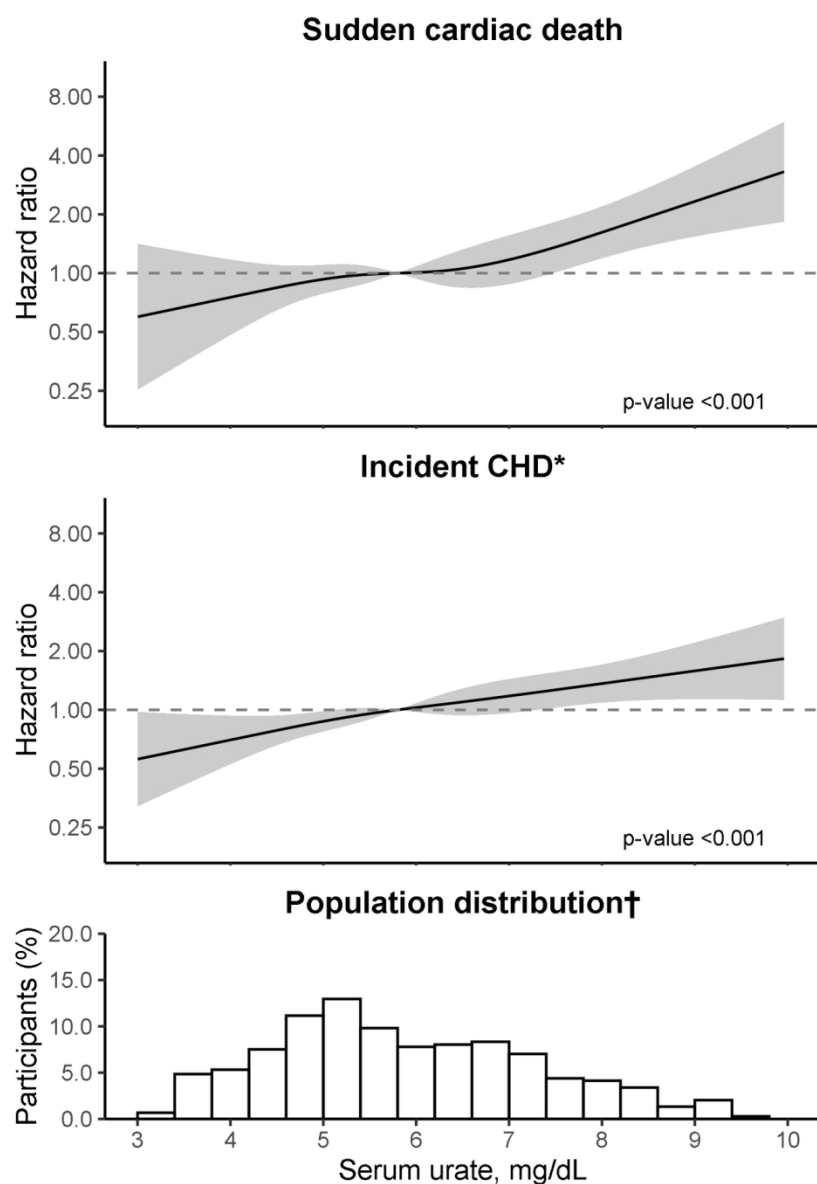 Sudden cardiac death
8.00
4.00
2.00
1.00
0.50
0.25
Hazard ratio
p-value <0.001
Incident CHD*
8.00
4.00
2.00
1.00
0.50
0.25
Hazard ratio
p-value <0.001
Population distribution†
20.0
15.0
10.0
5.0
0.0
Participants (%)
3 4 5 6 7 8 9 10
Serum urate, mg/dL